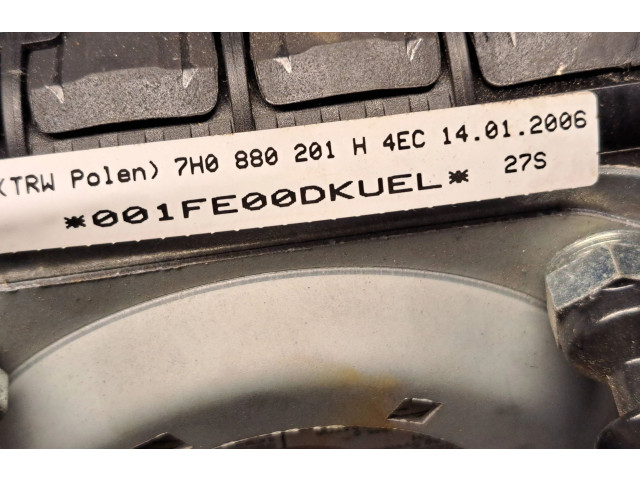 (TRW Polen) 7H0 880 201 H 4EC 14.01.2006
*001FE00DKUEL* 27S